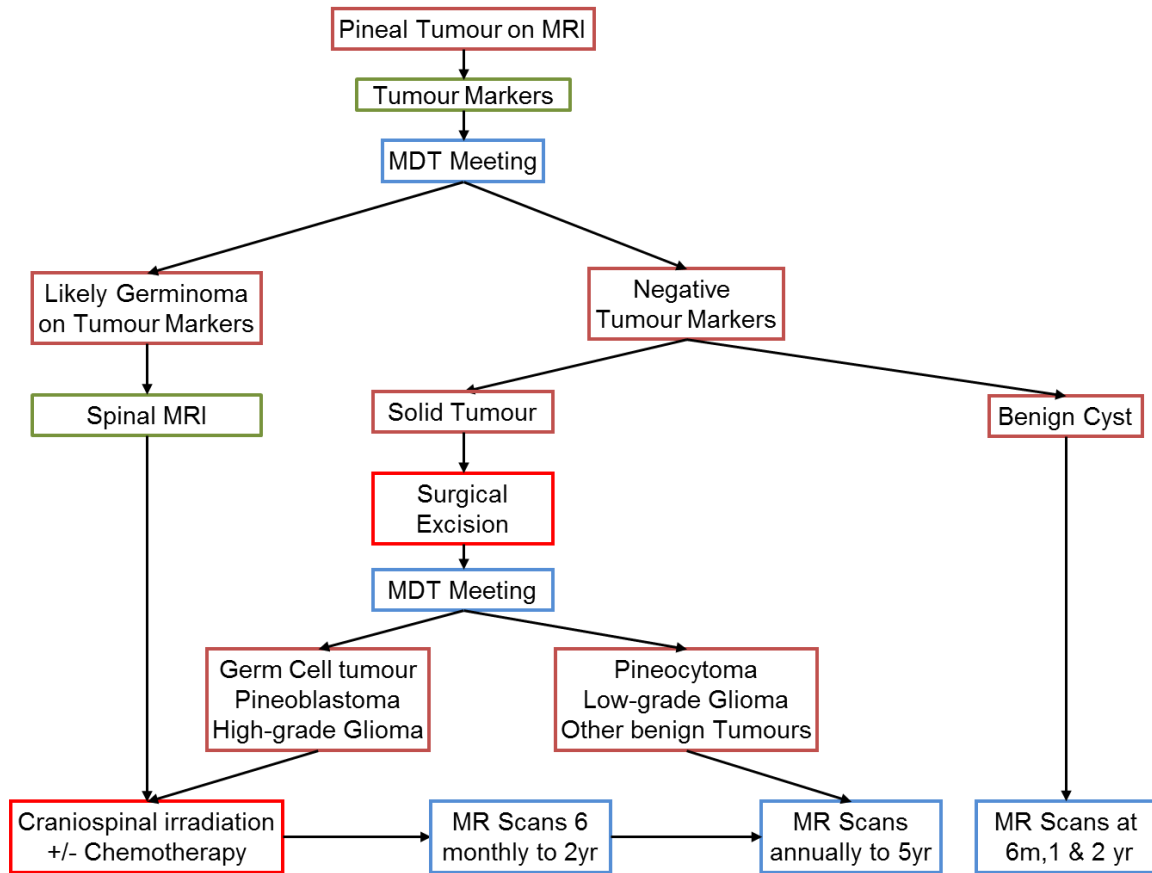 Pineal Tumour on MRI
Tumour Markers
MDT Meeting
Likely Germinoma
on Tumour Markers
Negative
Tumour Markers
Spinal MRI
Solid Tumour
Benign Cyst
Surgical
Excision
MDT Meeting
Germ Cell tumour
Pineoblastoma
High-grade Glioma
Pineocytoma
Low-grade Glioma
Other benign Tumours
Craniospinal irradiation
+/- Chemotherapy
MR Scans 6
monthly to 2yr
MR Scans
annually to 5yr
MR Scans at
6m,1 & 2 yr